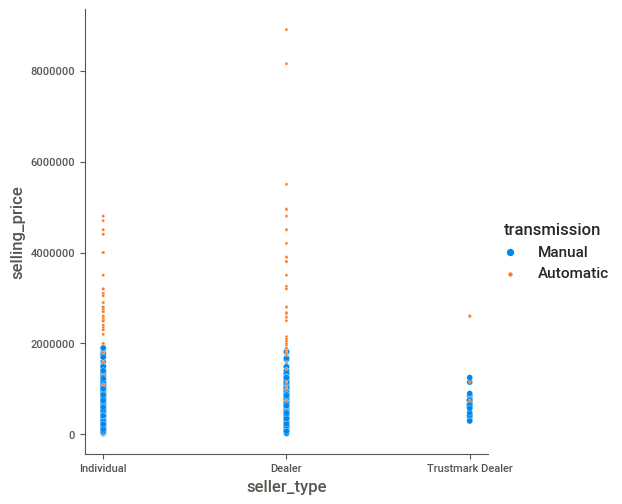 8000000
6000000
4000000
2000000
0
selling_price
Individual
Dealer
Trustmark Dealer
seller_type
transmission
Manual
Automatic